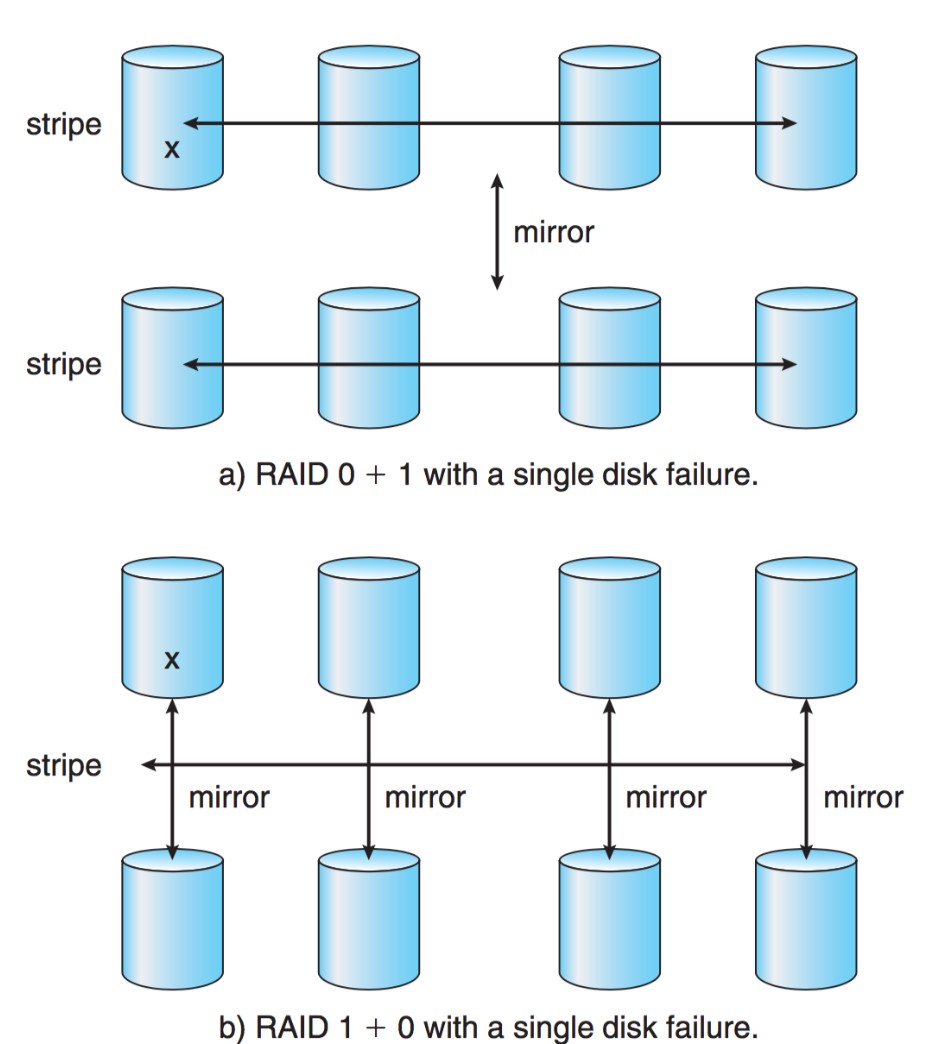 stripe
x
mirror
stripe
a) RAID 0 + 1 with a single disk failure.
x
stripe
mirror mirror mirror mirror
b) RAID 1 + 0 with a single disk failure.